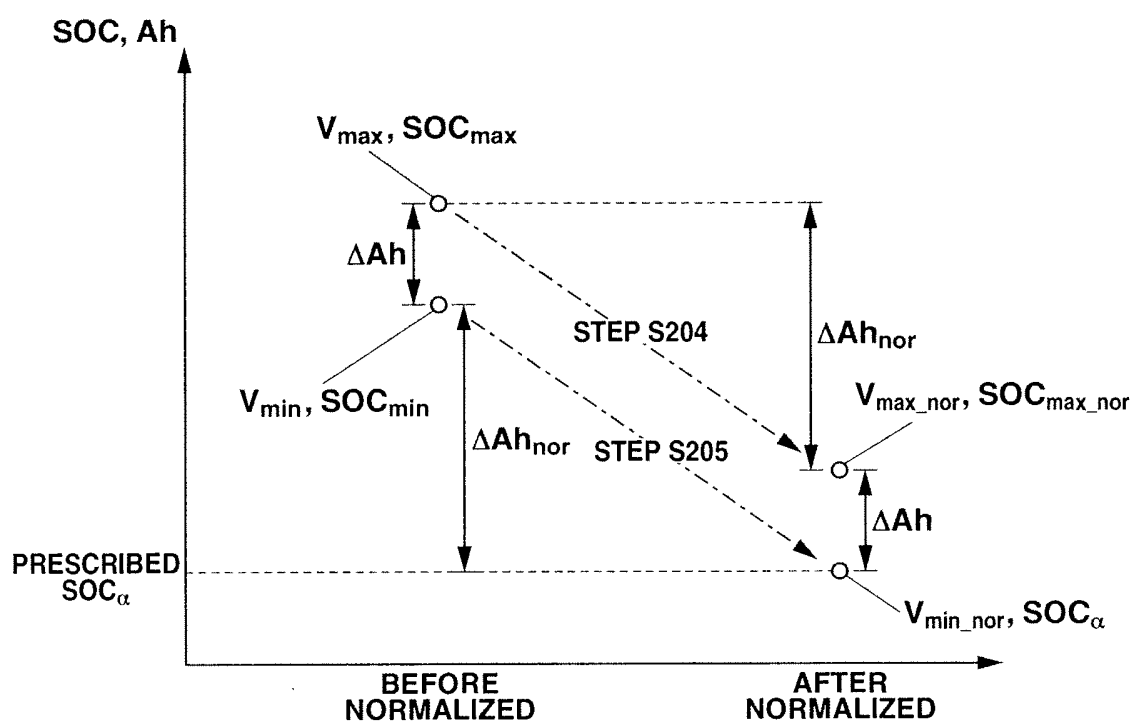 SOC, Ah
Vmax, SOCmax
ΔAh
STEP S204
ΔAhnor
Vmin, SOCmin
Vmax_nor, SOCmax_nor
ΔAhnor
STEP S205
ΔAh
PRESCRIBED
SOCα
Vmin_nor, SOCα
BEFORE
NORMALIZED
AFTER
NORMALIZED